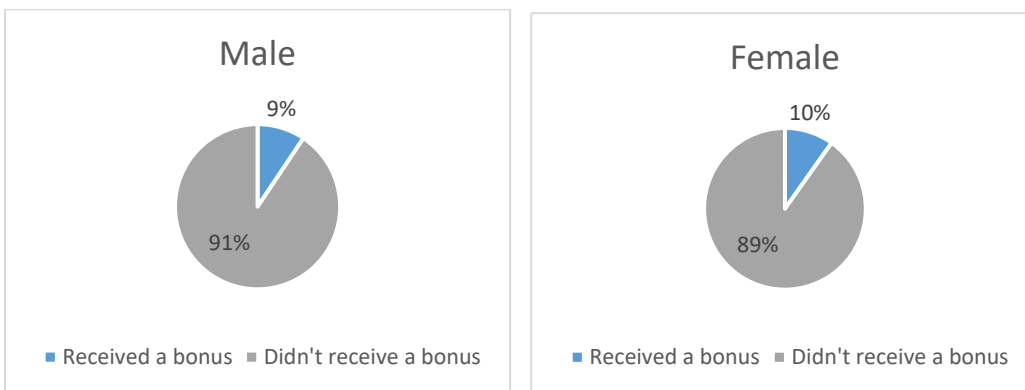 Male
9%
91%
Received a bonus Didn't receive a bonus
Female
10%
89%
Received a bonus Didn't receive a bonus